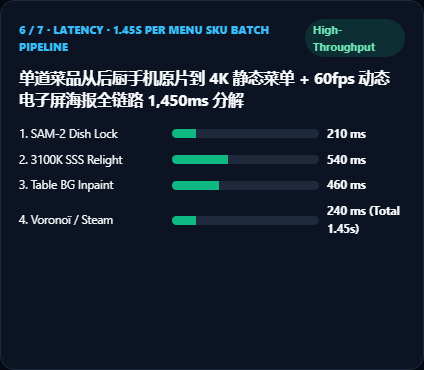 6 / 7 · LATENCY · 1.45S PER MENU SKU BATCH
PIPELINE
High-
Throughput
单道菜品从后厨手机原片到 4K 静态菜单 + 60fps 动态
电子屏海报全链路 1,450ms 分解
1. SAM-2 Dish Lock
210 ms
2. 3100K SSS Relight
540 ms
3. Table BG Inpaint
460 ms
4. Voronoï / Steam
240 ms (Total
1.45s)